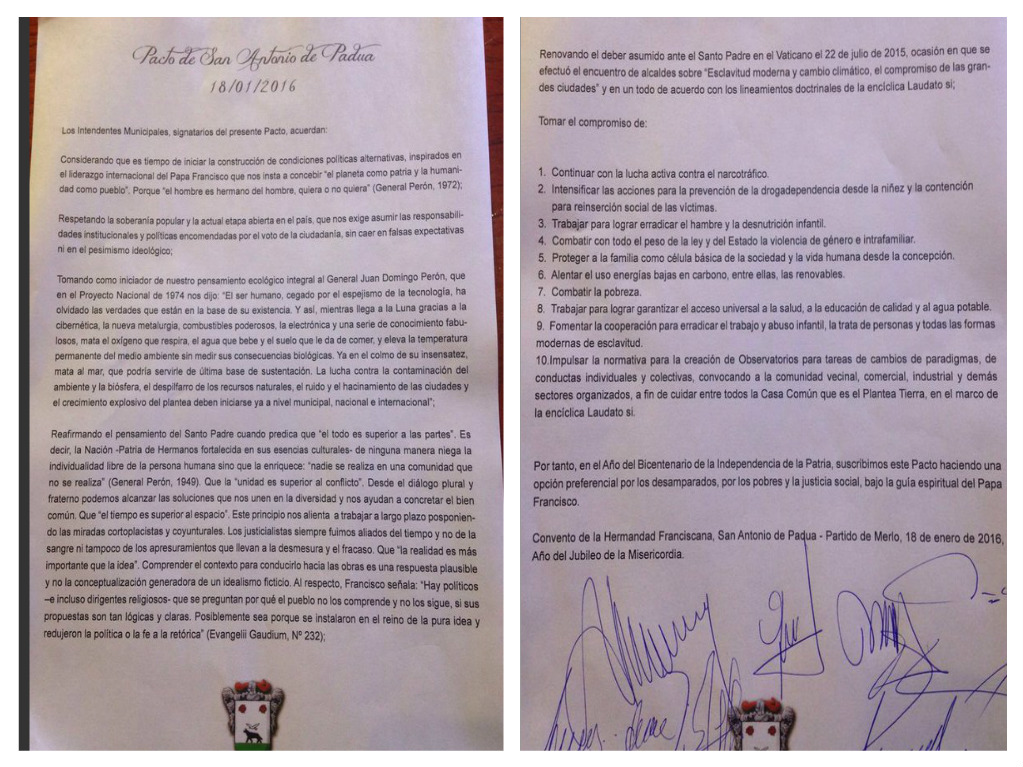 Pacto de San Antonio de Padua
18/01/2016
Los Intendentes Municipales, signatarios del presente Pacto, acuerdan:
Considerando que es tiempo de iniciar la construcción de condiciones políticas alternativas, inspirados en
el liderazgo internacional del Papa Francisco que nos insta a concebir “el planeta como patria y la humani-
dad como pueblo”. Porque “el hombre es hermano del hombre, quiera o no quiera” (General Perón, 1972);
Respetando la soberanía popular y la actual etapa abierta en el país, que nos exige asumir las responsabili-
dades institucionales y políticas encomendadas por el voto de la ciudadanía, sin caer en falsas expectativas
ni en el pesimismo ideológico;
Tomando como iniciador de nuestro pensamiento ecológico integral al General Juan Domingo Perón, que
en el Proyecto Nacional de 1974 nos dijo: “El ser humano, cegado por el espejismo de la tecnología, ha
olvidado las verdades que están en la base de su existencia. Y así, mientras llega a la Luna gracias a la
cibernética, la nueva metalurgia, combustibles poderosos, la electrónica y una serie de conocimiento fabu-
losos, mata el oxígeno que respira, el agua que bebe y el suelo que le da de comer, y eleva la temperatura
permanente del medio ambiente sin medir sus consecuencias biológicas. Ya en el colmo de su insensatez,
mata al mar, que podría servirle de última base de sustentación. La lucha contra la contaminación del
ambiente y la biósfera, el despilfarro de los recursos naturales, el ruido y el hacinamiento de las ciudades y
el crecimiento explosivo del plantea deben iniciarse ya a nivel municipal, nacional e internacional”;
Reafirmando el pensamiento del Santo Padre cuando predica que “el todo es superior a las partes”. Es
decir, la Nación -Patria de Hermanos fortalecida en sus esencias culturales- de ninguna manera niega la
individualidad libre de la persona humana sino que la enriquece: “nadie se realiza en una comunidad que
no se realiza” (General Perón, 1949). Que la “unidad es superior al conflicto”. Desde el diálogo plural y
fraterno podemos alcanzar las soluciones que nos unen en la diversidad y nos ayudan a concretar el bien
común. Que “el tiempo es superior al espacio”. Este principio nos alienta a trabajar a largo plazo posponien-
do las miradas cortoplacistas y coyunturales. Los justicialistas siempre fuimos aliados del tiempo y no de la
sangre ni tampoco de los apresuramientos que llevan a la desmesura y el fracaso. Que “la realidad es más
importante que la idea”. Comprender el contexto para conducirlo hacia las obras es una respuesta plausible
y no la conceptualización generadora de un idealismo ficticio. Al respecto, Francisco señala: “Hay políticos
–e incluso dirigentes religiosos- que se preguntan por qué el pueblo no los comprende y no los sigue, si sus
propuestas son tan lógicas y claras. Posiblemente sea porque se instalaron en el reino de la pura idea y
redujeron la política o la fe a la retórica” (Evangelii Gaudium, Nº 232);
Renovando el deber asumido ante el Santo Padre en el Vaticano el 22 de julio de 2015, ocasión en que se
efectuó el encuentro de alcaldes sobre “Esclavitud moderna y cambio climático, el compromiso de las gran-
des ciudades” y en un todo de acuerdo con los lineamientos doctrinales de la encíclica Laudato si;
Tomar el compromiso de:
1. Continuar con la lucha activa contra el narcotráfico.
2. Intensificar las acciones para la prevención de la drogadependencia desde la niñez y la contención
para reinserción social de las víctimas.
3. Trabajar para lograr erradicar el hambre y la desnutrición infantil.
4. Combatir con todo el peso de la ley y del Estado la violencia de género e intrafamiliar.
5. Proteger a la familia como célula básica de la sociedad y la vida humana desde la concepción.
6. Alentar el uso energías bajas en carbono, entre ellas, las renovables.
7. Combatir la pobreza.
8. Trabajar para lograr garantizar el acceso universal a la salud, a la educación de calidad y al agua potable.
9. Fomentar la cooperación para erradicar el trabajo y abuso infantil, la trata de personas y todas las formas
modernas de esclavitud.
10.Impulsar la normativa para la creación de Observatorios para tareas de cambios de paradigmas, de
conductas individuales y colectivas, convocando a la comunidad vecinal, comercial, industrial y demás
sectores organizados, a fin de cuidar entre todos la Casa Común que es el Plantea Tierra, en el marco de
la encíclica Laudato si.
Por tanto, en el Año del Bicentenario de la Independencia de la Patria, suscribimos este Pacto haciendo una
opción preferencial por los desamparados, por los pobres y la justicia social, bajo la guía espiritual del Papa
Francisco.
Convento de la Hermandad Franciscana, San Antonio de Padua - Partido de Merlo, 18 de enero de 2016,
Año del Jubileo de la Misericordia.